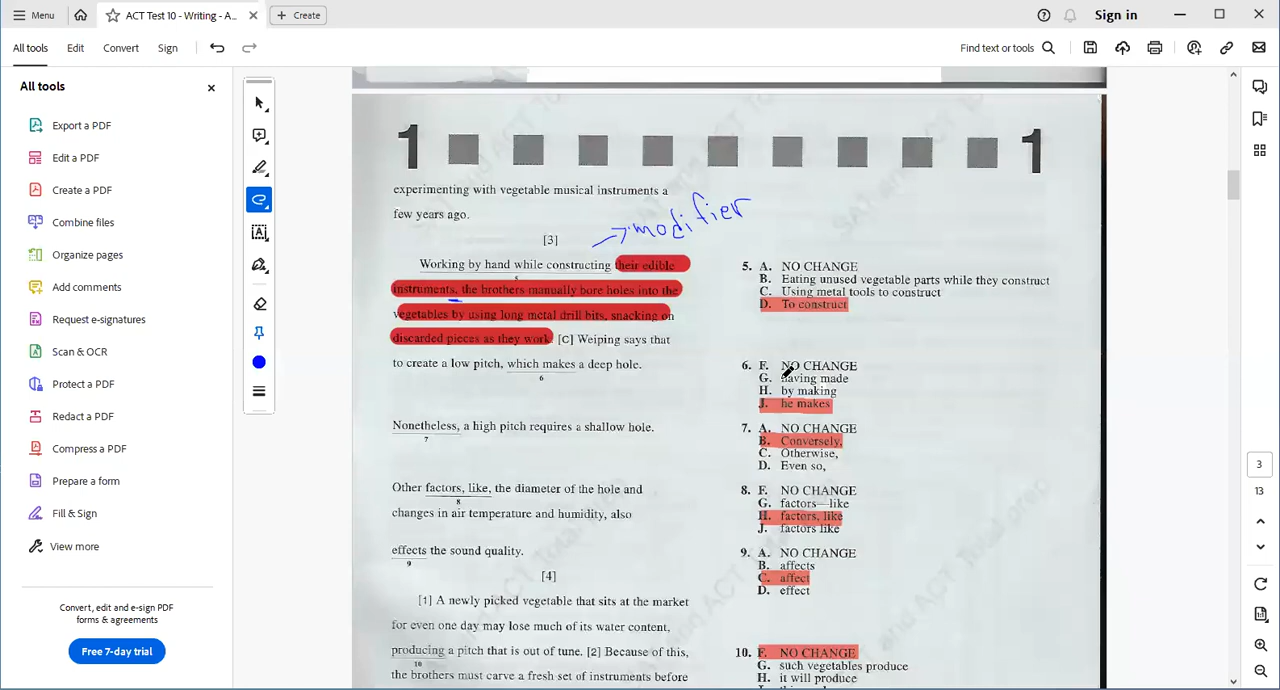 Menu
ACT Test 10 - Writing - A...
Create
Sign in
All tools
Edit
Convert
Sign
Find text or tools
All tools
Export a PDF
Edit a PDF
Create a PDF
Combine files
Organize pages
Add comments
Request e-signatures
Scan & OCR
Protect a PDF
Redact a PDF
Compress a PDF
Prepare a form
Fill & Sign
View more
Convert, edit and e-sign PDF
forms & agreements
Free 7-day trial
1 1
experimenting with vegetable musical instruments a
few years ago.
modifier
[3]
Working by hand while constructing their edible
5
instruments, the brothers manually bore holes into the
vegetables by using long metal drill bits, snacking on
discarded pieces as they work. [C] Weiping says that
to create a low pitch, which makes a deep hole.
6
Nonetheless, a high pitch requires a shallow hole.
7
Other factors, like, the diameter of the hole and
8
changes in air temperature and humidity, also
effects the sound quality.
9
[4]
[1] A newly picked vegetable that sits at the market
for even one day may lose much of its water content,
producing a pitch that is out of tune. [2] Because of this,
10
the brothers must carve a fresh set of instruments before
5. A. NO CHANGE
B. Eating unused vegetable parts while they construct
C. Using metal tools to construct
D. To construct
6. F. NO CHANGE
G. having made
H. by making
J. he makes
7. A. NO CHANGE
B. Conversely,
C. Otherwise,
D. Even so,
8. F. NO CHANGE
G. factors—like
H. factors, like
J. factors like
9. A. NO CHANGE
B. affects
C. affect
D. effect
10. F. NO CHANGE
G. such vegetables produce
H. it will produce
3
13